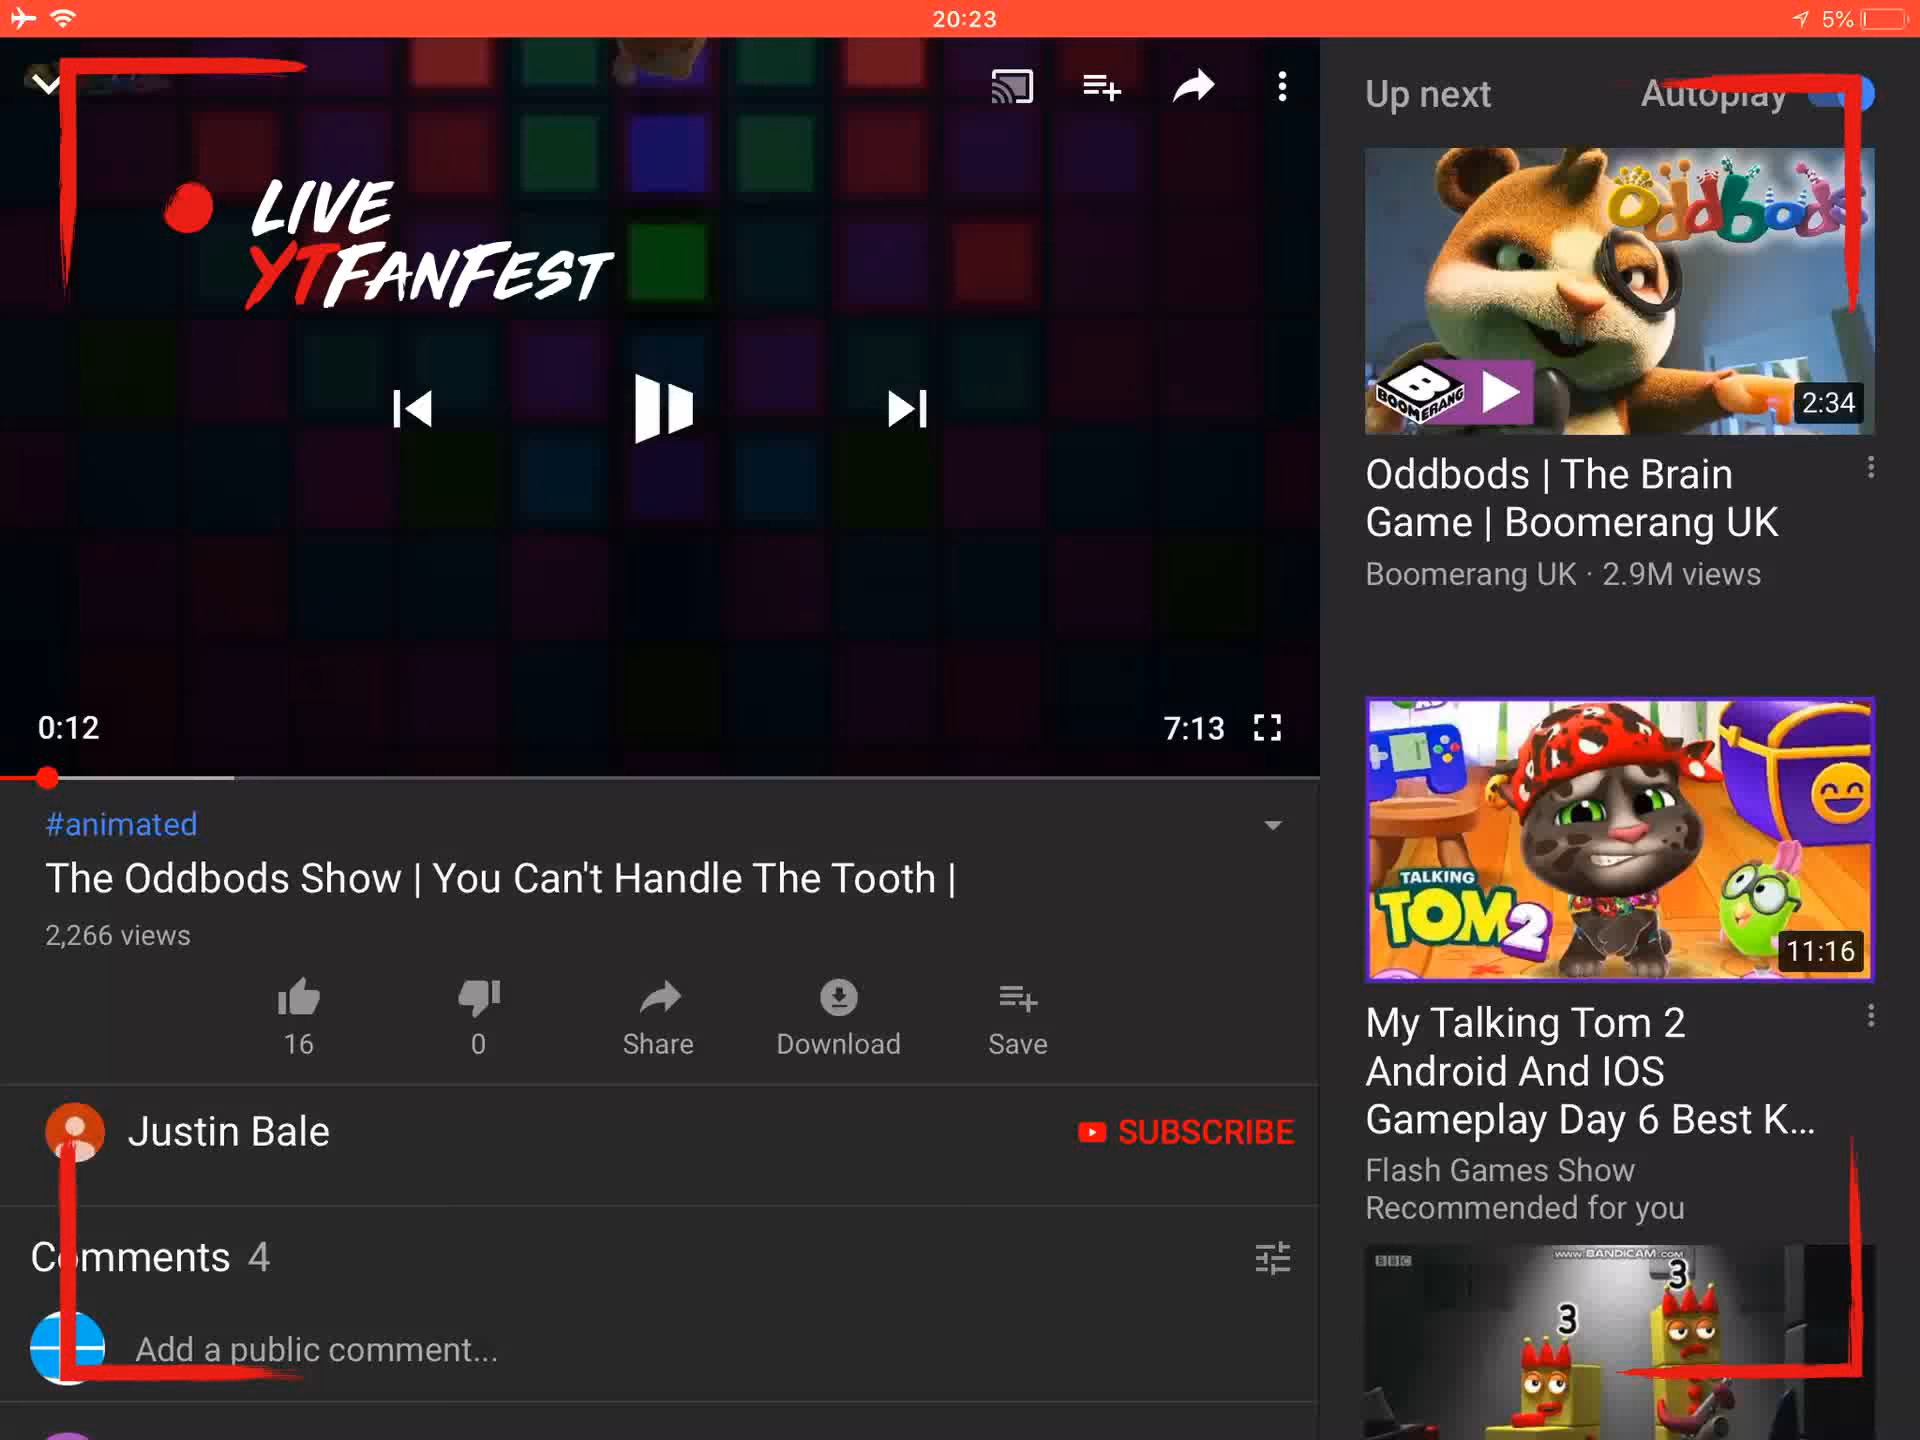 20:23
5%
LIVE
YTFANFEST
0:12
7:13
#animated
The Oddbods Show | You Can't Handle The Tooth |
2,266 views
16
0
Share
Download
Save
Justin Bale
SUBSCRIBE
Comments 4
Add a public comment...
Up next
Autoplay
oddbods
BOOMERANG
2:34
Oddbods | The Brain
Game | Boomerang UK
Boomerang UK · 2.9M views
TALKING
TOM 2
11:16
My Talking Tom 2
Android And IOS
Gameplay Day 6 Best K...
Flash Games Show
Recommended for you
BBC
WWW.BANDICAM.COM
3
3